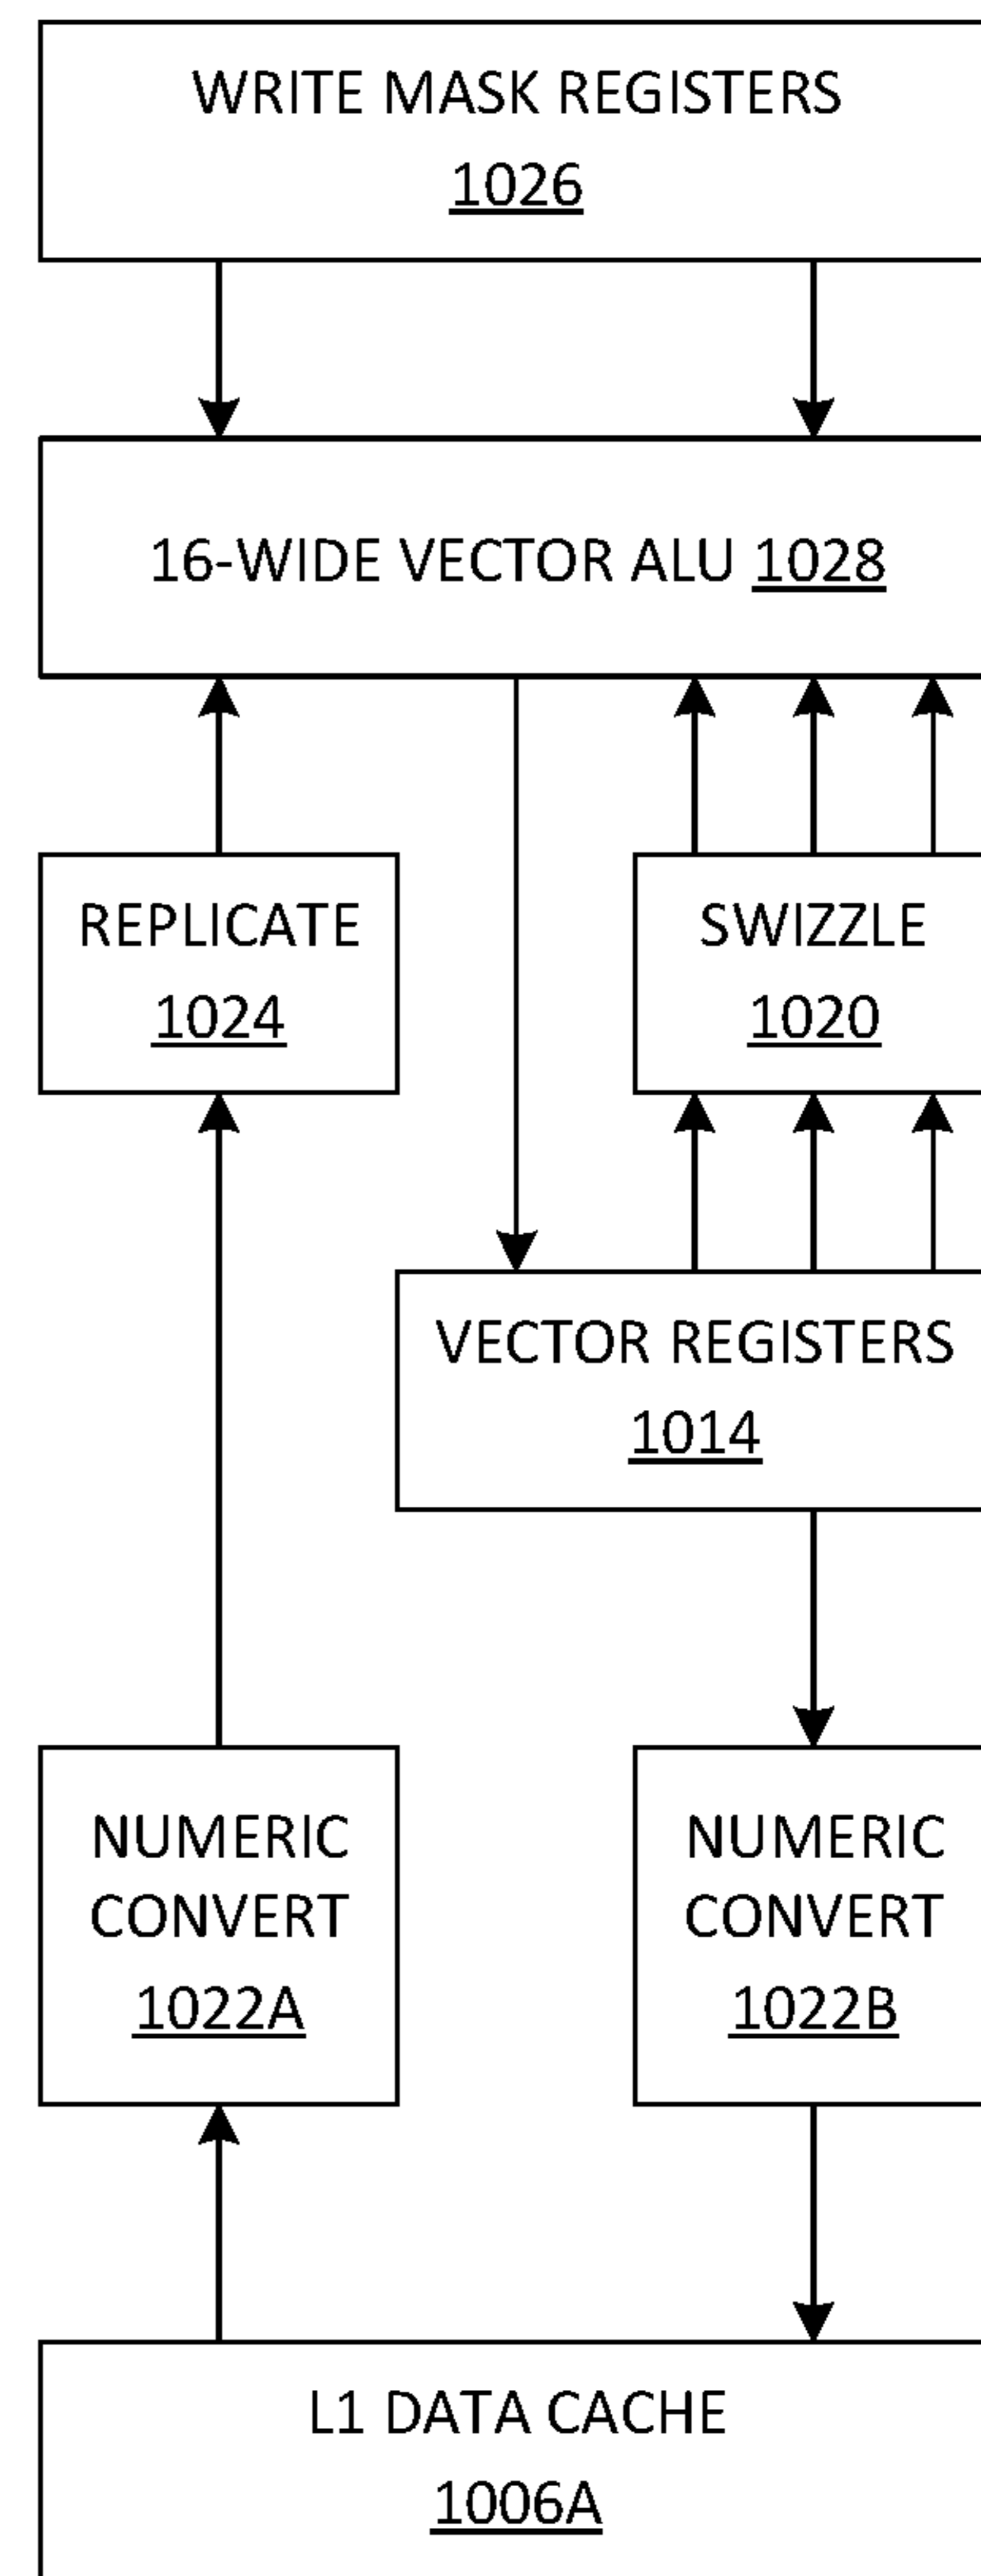 WRITE MASK REGISTERS
1026
16-WIDE VECTOR ALU 1028
REPLICATE
1024
SWIZZLE
1020
VECTOR REGISTERS
1014
NUMERIC
CONVERT
1022A
NUMERIC
CONVERT
1022B
L1 DATA CACHE
1006A